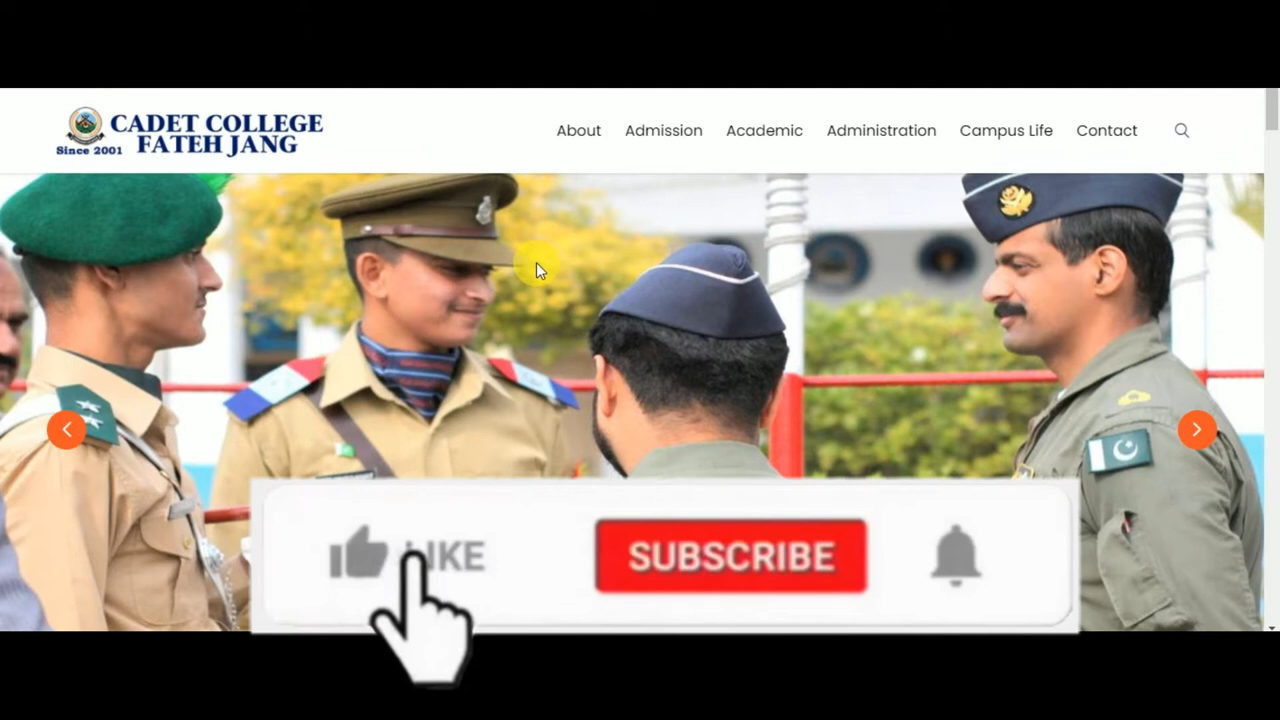 CADET COLLEGE
FATEH JANG
Since 2001
About Admission Academic Administration Campus Life Contact
LIKE SUBSCRIBE